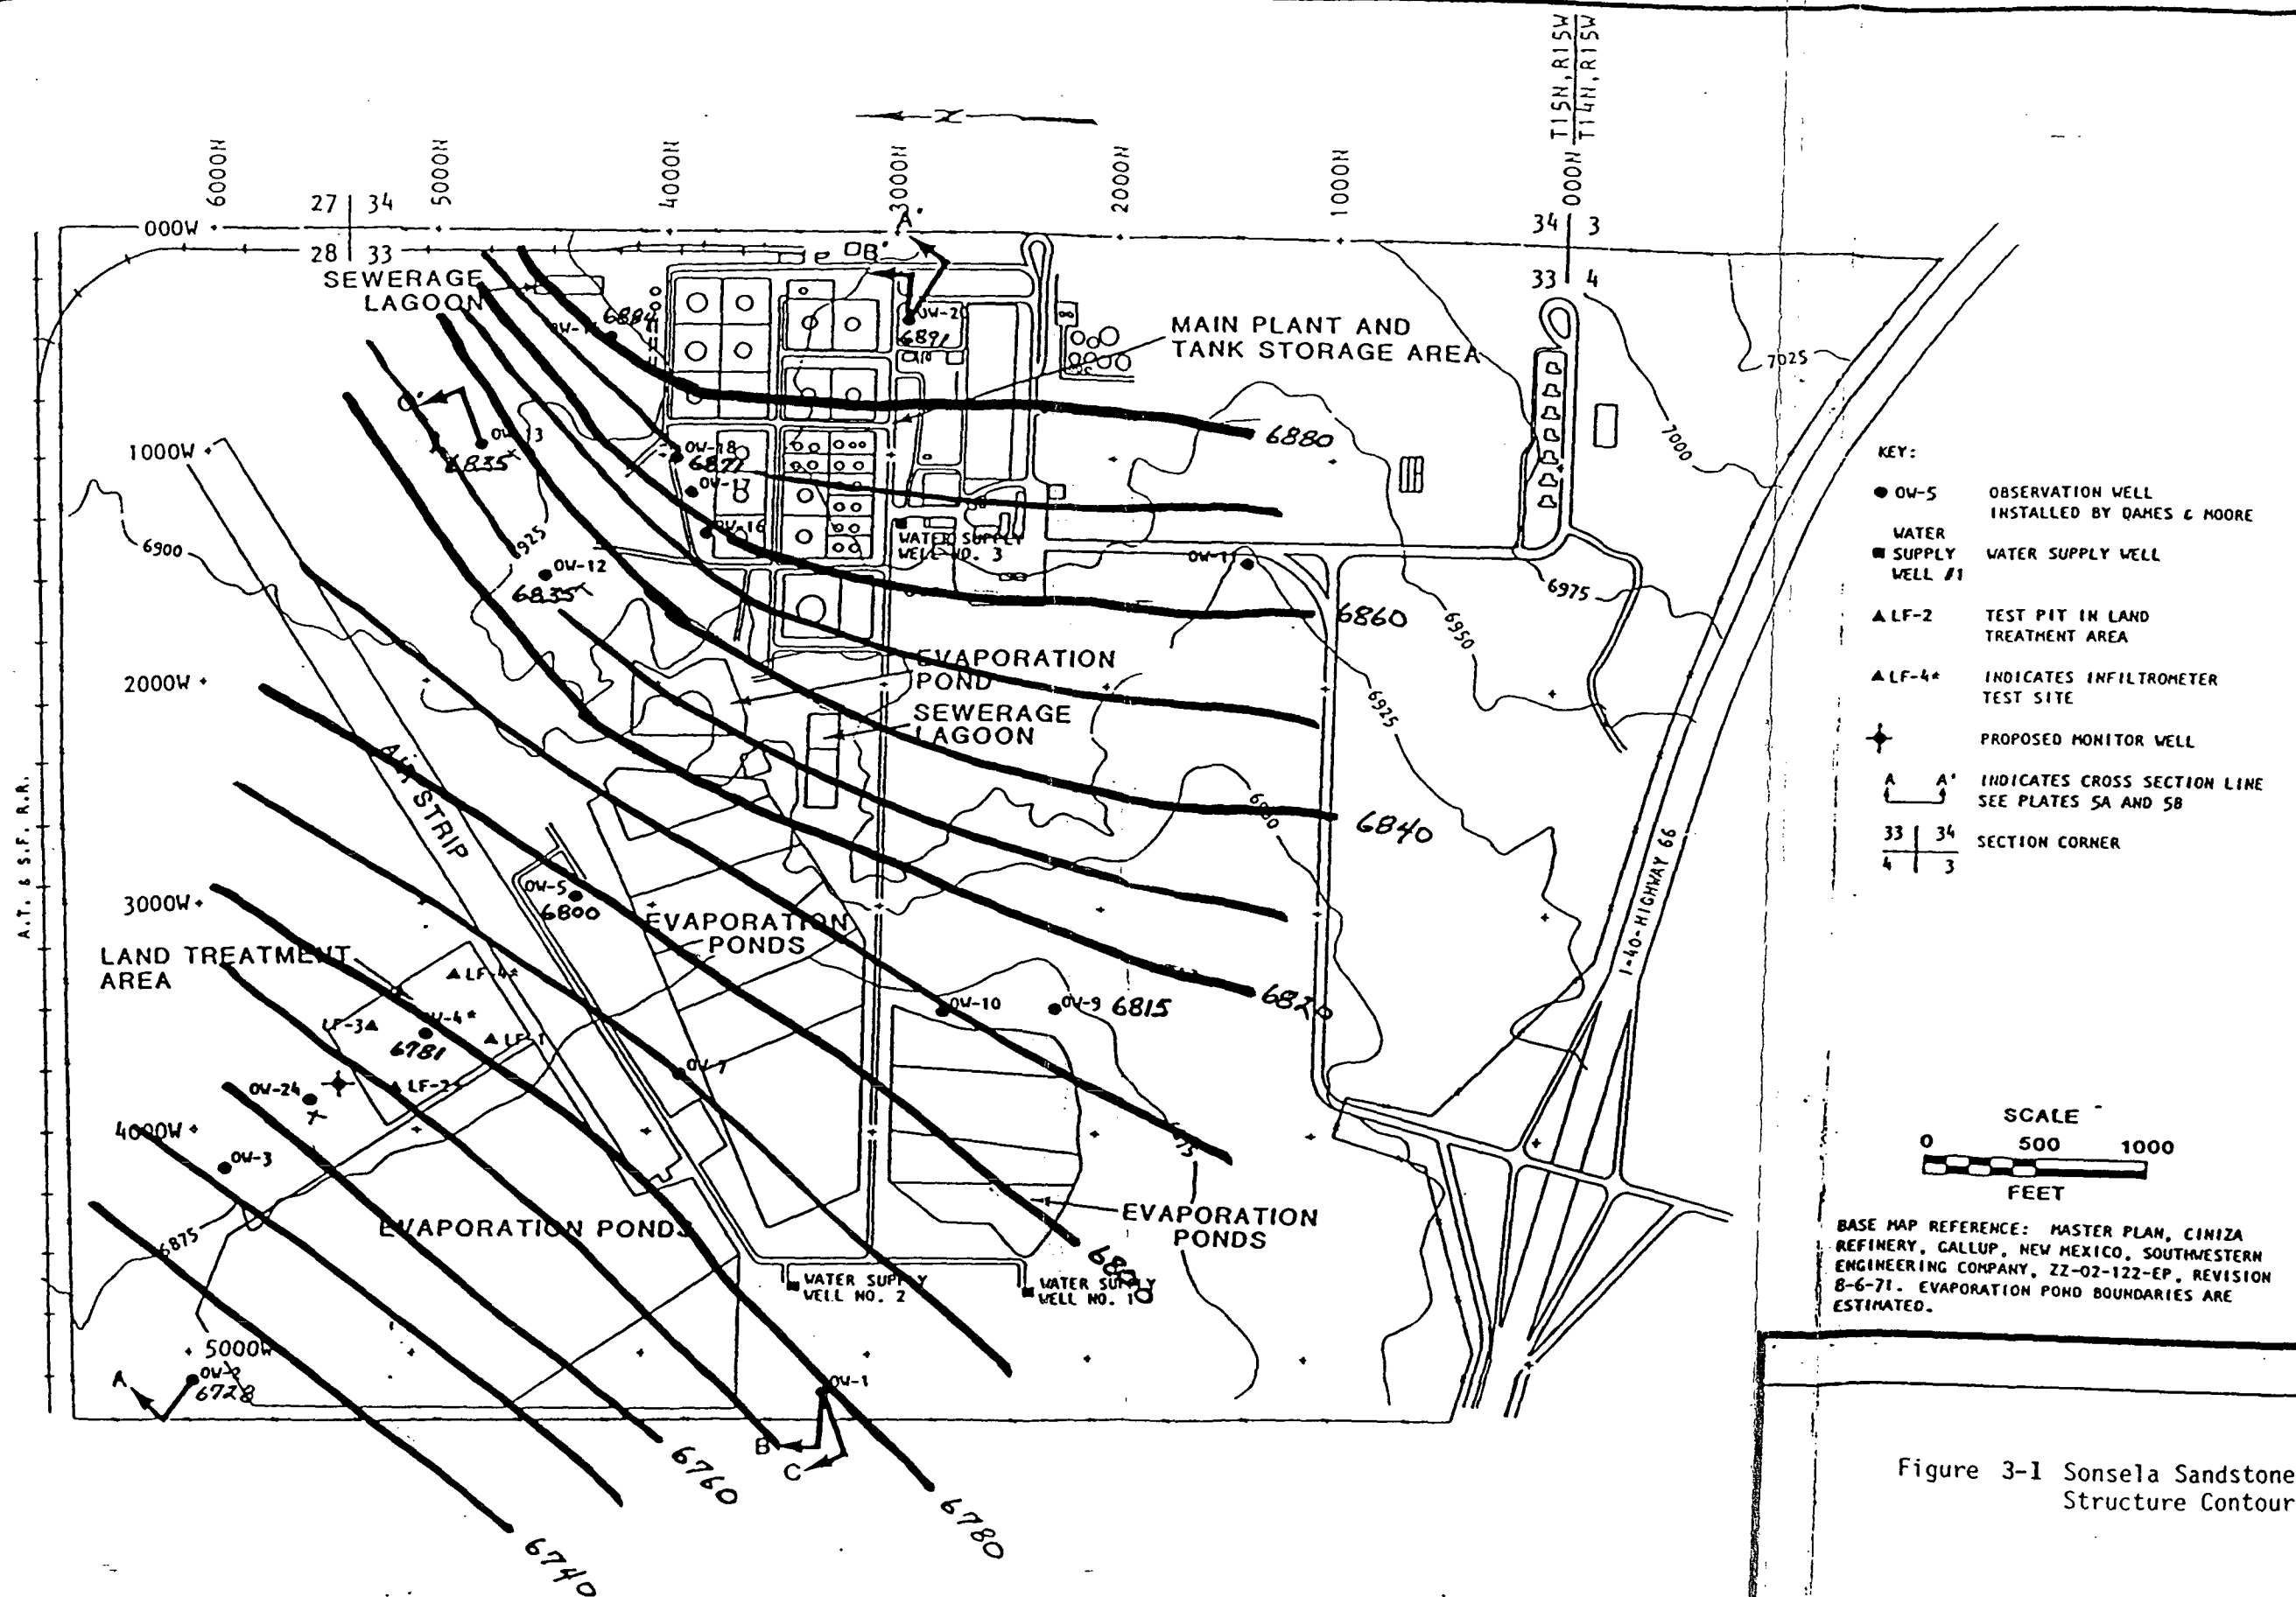 T15N,R15W
T14N,R15W
N
6000N
5000N
4000N
3000N
2000N
1000N
000N
27 34
28 33
34 3
33 4
000W
1000W
2000W
3000W
4000W
5000W
A'
B'
C'
SEWERAGE
LAGOON
6884
OW-2
6891
MAIN PLANT AND
TANK STORAGE AREA
7025
7000
6880
OW-13
6835
OW-18
6877
OW-17
OW-16
WATER SUPPLY
WELL NO. 3
OW-11
6975
6950
6900
6925
OW-12
6835
6860
EVAPORATION
POND
SEWERAGE
LAGOON
6925
6900
6840
AIR STRIP
A.T. & S.F. R.R.
OW-5
6800
EVAPORATION
PONDS
LAND TREATMENT
AREA
LF-4*
LF-3
OW-4*
6781
LF-1
LF-2
OW-24
OW-10
OW-9 6815
6820
OW-7
OW-3
6875
EVAPORATION PONDS
EVAPORATION
PONDS
6800
WATER SUPPLY
WELL NO. 2
WATER SUPPLY
WELL NO. 1
I-40-HIGHWAY 66
A
OW-2
6728
OW-1
B
C
6760
6780
6740
KEY:
OW-5 OBSERVATION WELL
INSTALLED BY DAMES & MOORE
WATER
SUPPLY WATER SUPPLY WELL
WELL #1
LF-2 TEST PIT IN LAND
TREATMENT AREA
LF-4* INDICATES INFILTROMETER
TEST SITE
PROPOSED MONITOR WELL
A A' INDICATES CROSS SECTION LINE
SEE PLATES 5A AND 5B
33 34 SECTION CORNER
4 3
SCALE
0 500 1000
FEET
BASE MAP REFERENCE: MASTER PLAN, CINIZA
REFINERY, GALLUP, NEW MEXICO, SOUTHWESTERN
ENGINEERING COMPANY, ZZ-02-122-EP, REVISION
8-6-71. EVAPORATION POND BOUNDARIES ARE
ESTIMATED.
Figure 3-1 Sonsela Sandstone
Structure Contour